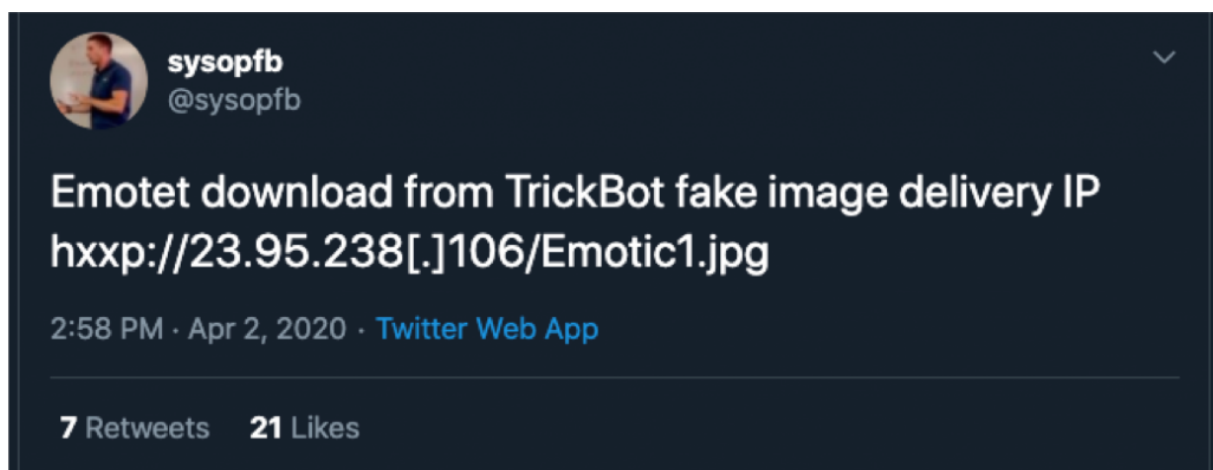 sysopfb
@sysopfb
Emotet download from TrickBot fake image delivery IP
hxxp://23.95.238[.]106/Emotic1.jpg
2:58 PM · Apr 2, 2020 · Twitter Web App
7 Retweets 21 Likes